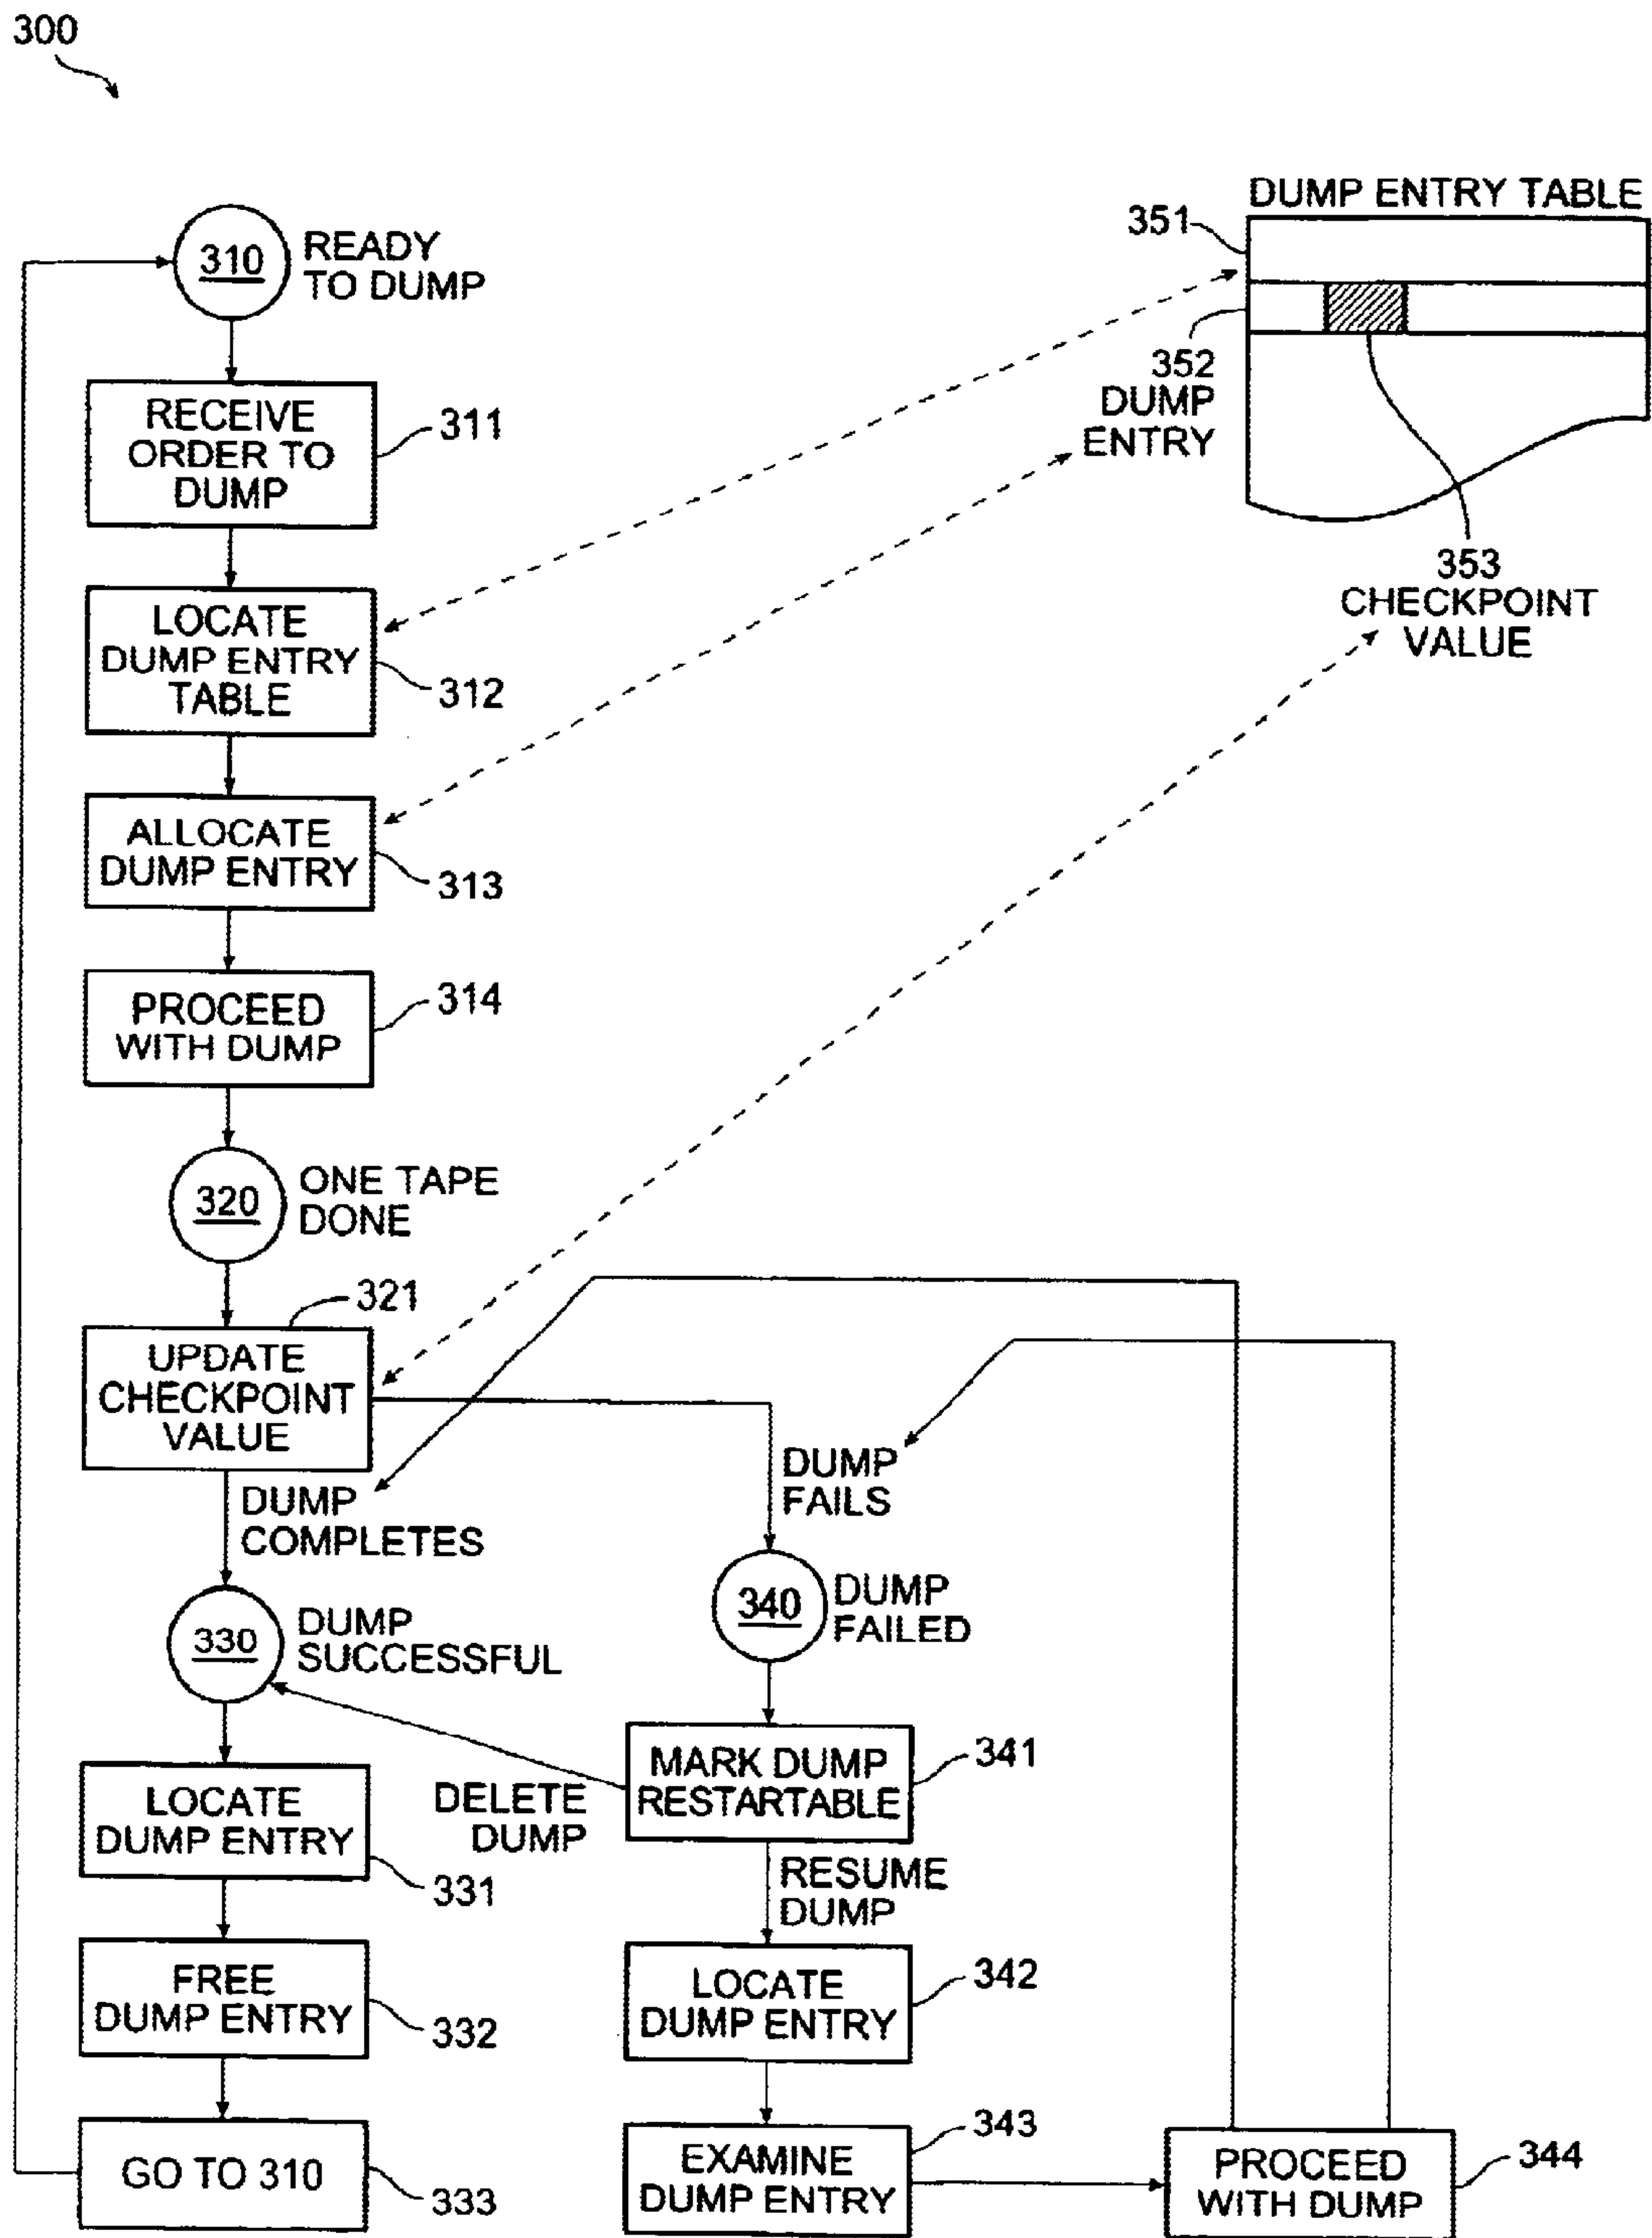 300
310
READY
TO DUMP
RECEIVE
ORDER TO
DUMP
311
LOCATE
DUMP ENTRY
TABLE
312
ALLOCATE
DUMP ENTRY
313
PROCEED
WITH DUMP
314
320
ONE TAPE
DONE
321
UPDATE
CHECKPOINT
VALUE
DUMP
COMPLETES
330
DUMP
SUCCESSFUL
LOCATE
DUMP ENTRY
331
FREE
DUMP ENTRY
332
GO TO 310
333
DUMP
FAILS
340
DUMP
FAILED
MARK DUMP
RESTARTABLE
341
DELETE
DUMP
RESUME
DUMP
LOCATE
DUMP ENTRY
342
EXAMINE
DUMP ENTRY
343
PROCEED
WITH DUMP
344
DUMP ENTRY TABLE
351
352
DUMP
ENTRY
353
CHECKPOINT
VALUE